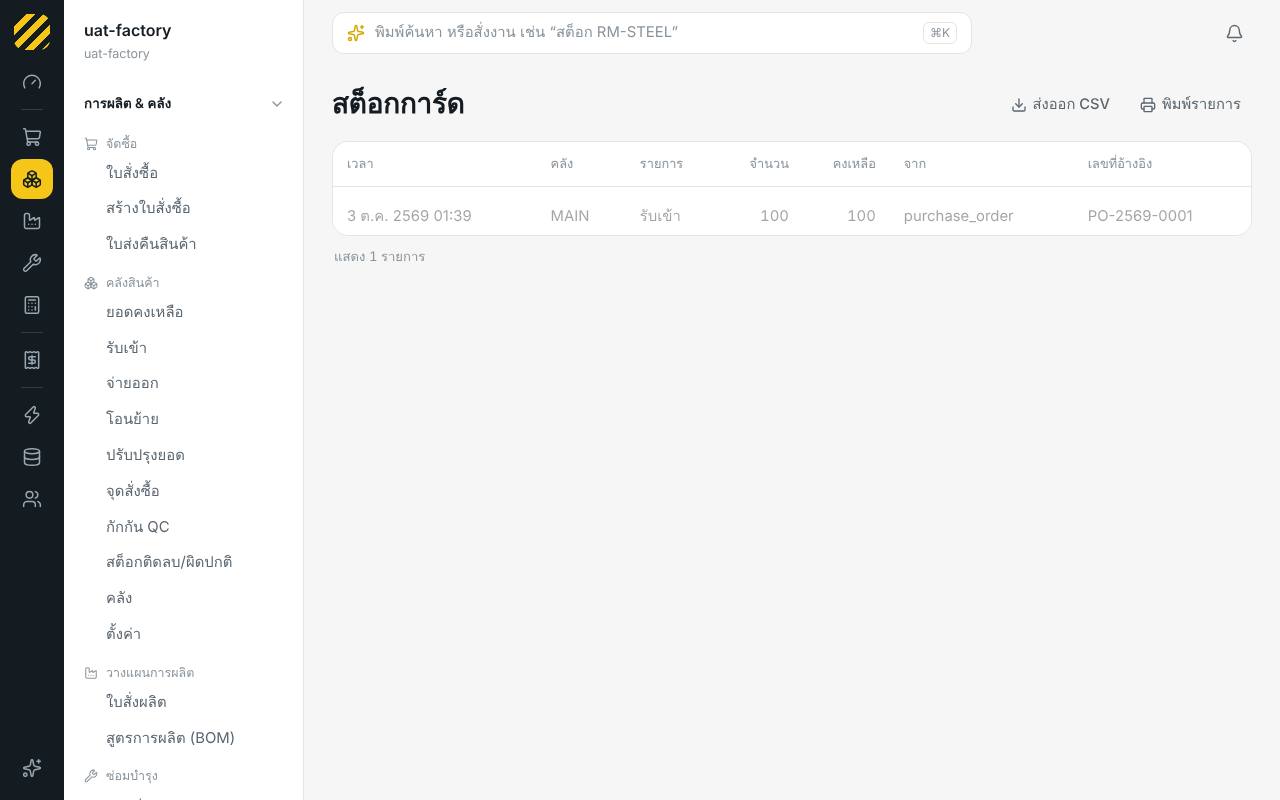 uat-factory
uat-factory
การผลิต & คลัง
จัดซื้อ
ใบสั่งซื้อ
สร้างใบสั่งซื้อ
ใบส่งคืนสินค้า
คลังสินค้า
ยอดคงเหลือ
รับเข้า
จ่ายออก
โอนย้าย
ปรับปรุงยอด
จุดสั่งซื้อ
กักกัน QC
สต็อกติดลบ/ผิดปกติ
คลัง
ตั้งค่า
วางแผนการผลิต
ใบสั่งผลิต
สูตรการผลิต (BOM)
ซ่อมบำรุง
พิมพ์ค้นหา หรือสั่งงาน เช่น “สต็อก RM-STEEL” ⌘K
สต็อกการ์ด
ส่งออก CSV พิมพ์รายการ
เวลา คลัง รายการ จำนวน คงเหลือ จาก เลขที่อ้างอิง
3 ต.ค. 2569 01:39 MAIN รับเข้า 100 100 purchase_order PO-2569-0001
แสดง 1 รายการ